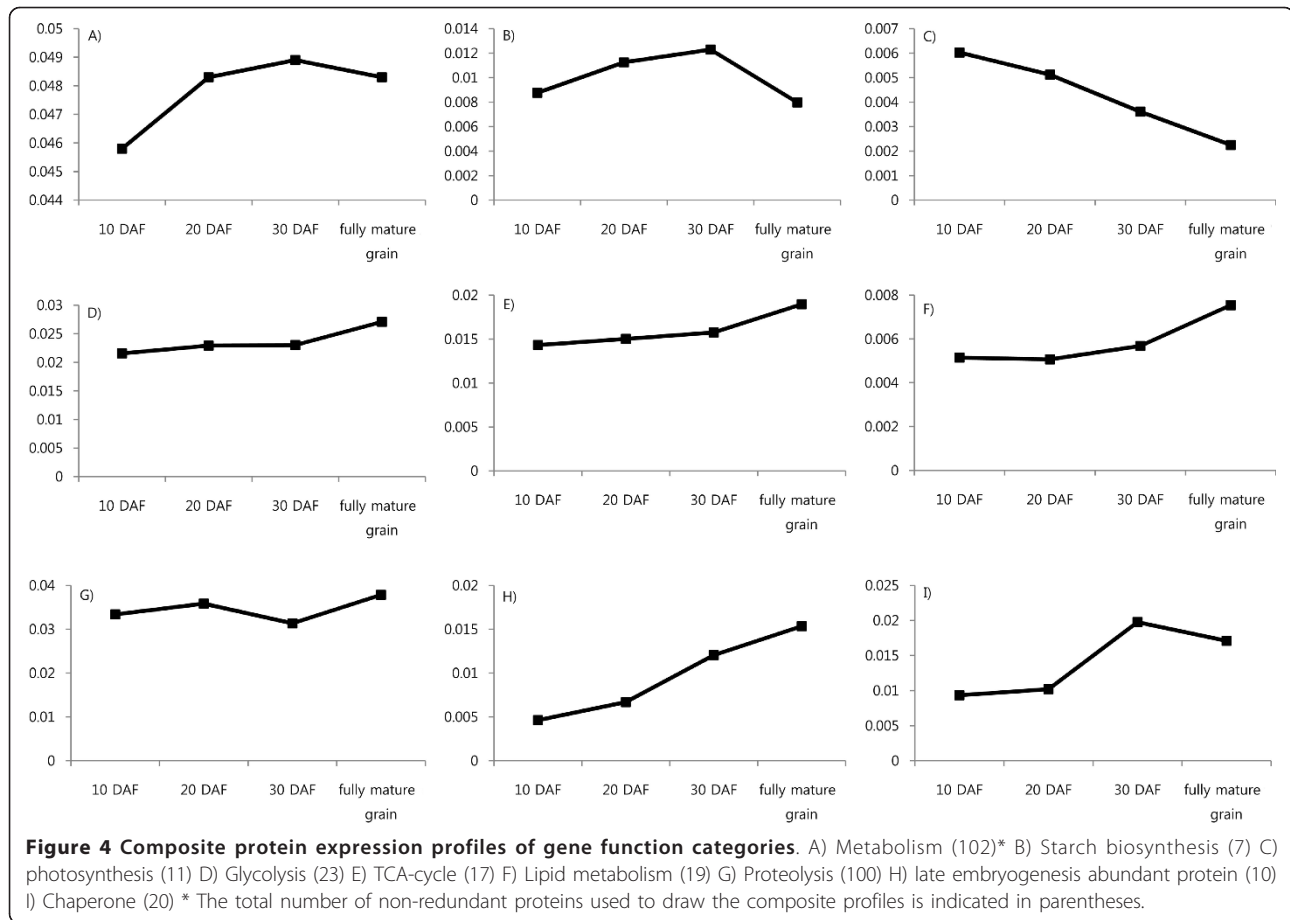 A)
0.05
0.049
0.048
0.047
0.046
0.045
0.044
10 DAF 20 DAF 30 DAF fully mature
grain
B)
0.014
0.012
0.01
0.008
0.006
0.004
0.002
0
10 DAF 20 DAF 30 DAF fully mature
grain
C)
0.007
0.006
0.005
0.004
0.003
0.002
0.001
0
10 DAF 20 DAF 30 DAF fully mature
grain
D)
0.03
0.025
0.02
0.015
0.01
0.005
0
10 DAF 20 DAF 30 DAF fully mature
grain
E)
0.02
0.015
0.01
0.005
0
10 DAF 20 DAF 30 DAF fully mature
grain
F)
0.008
0.006
0.004
0.002
0
10 DAF 20 DAF 30 DAF fully mature
grain
G)
0.04
0.03
0.02
0.01
0
10 DAF 20 DAF 30 DAF fully mature
grain
H)
0.02
0.015
0.01
0.005
0
10 DAF 20 DAF 30 DAF fully mature
grain
I)
0.025
0.02
0.015
0.01
0.005
0
10 DAF 20 DAF 30 DAF fully mature
grain
Figure 4 Composite protein expression profiles of gene function categories. A) Metabolism (102)* B) Starch biosynthesis (7) C)
photosynthesis (11) D) Glycolysis (23) E) TCA-cycle (17) F) Lipid metabolism (19) G) Proteolysis (100) H) late embryogenesis abundant protein (10)
I) Chaperone (20) * The total number of non-redundant proteins used to draw the composite profiles is indicated in parentheses.